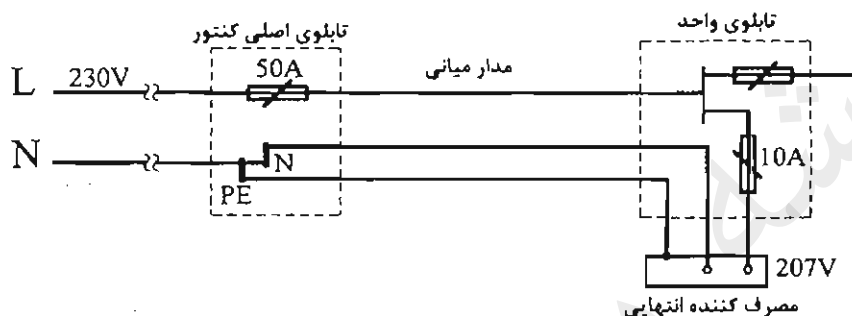 تابلوی اصلی کنتور
تابلوی واحد
L
230V
50A
مدار میانی
N
N
PE
10A
207V
مصرف کننده انتهایی